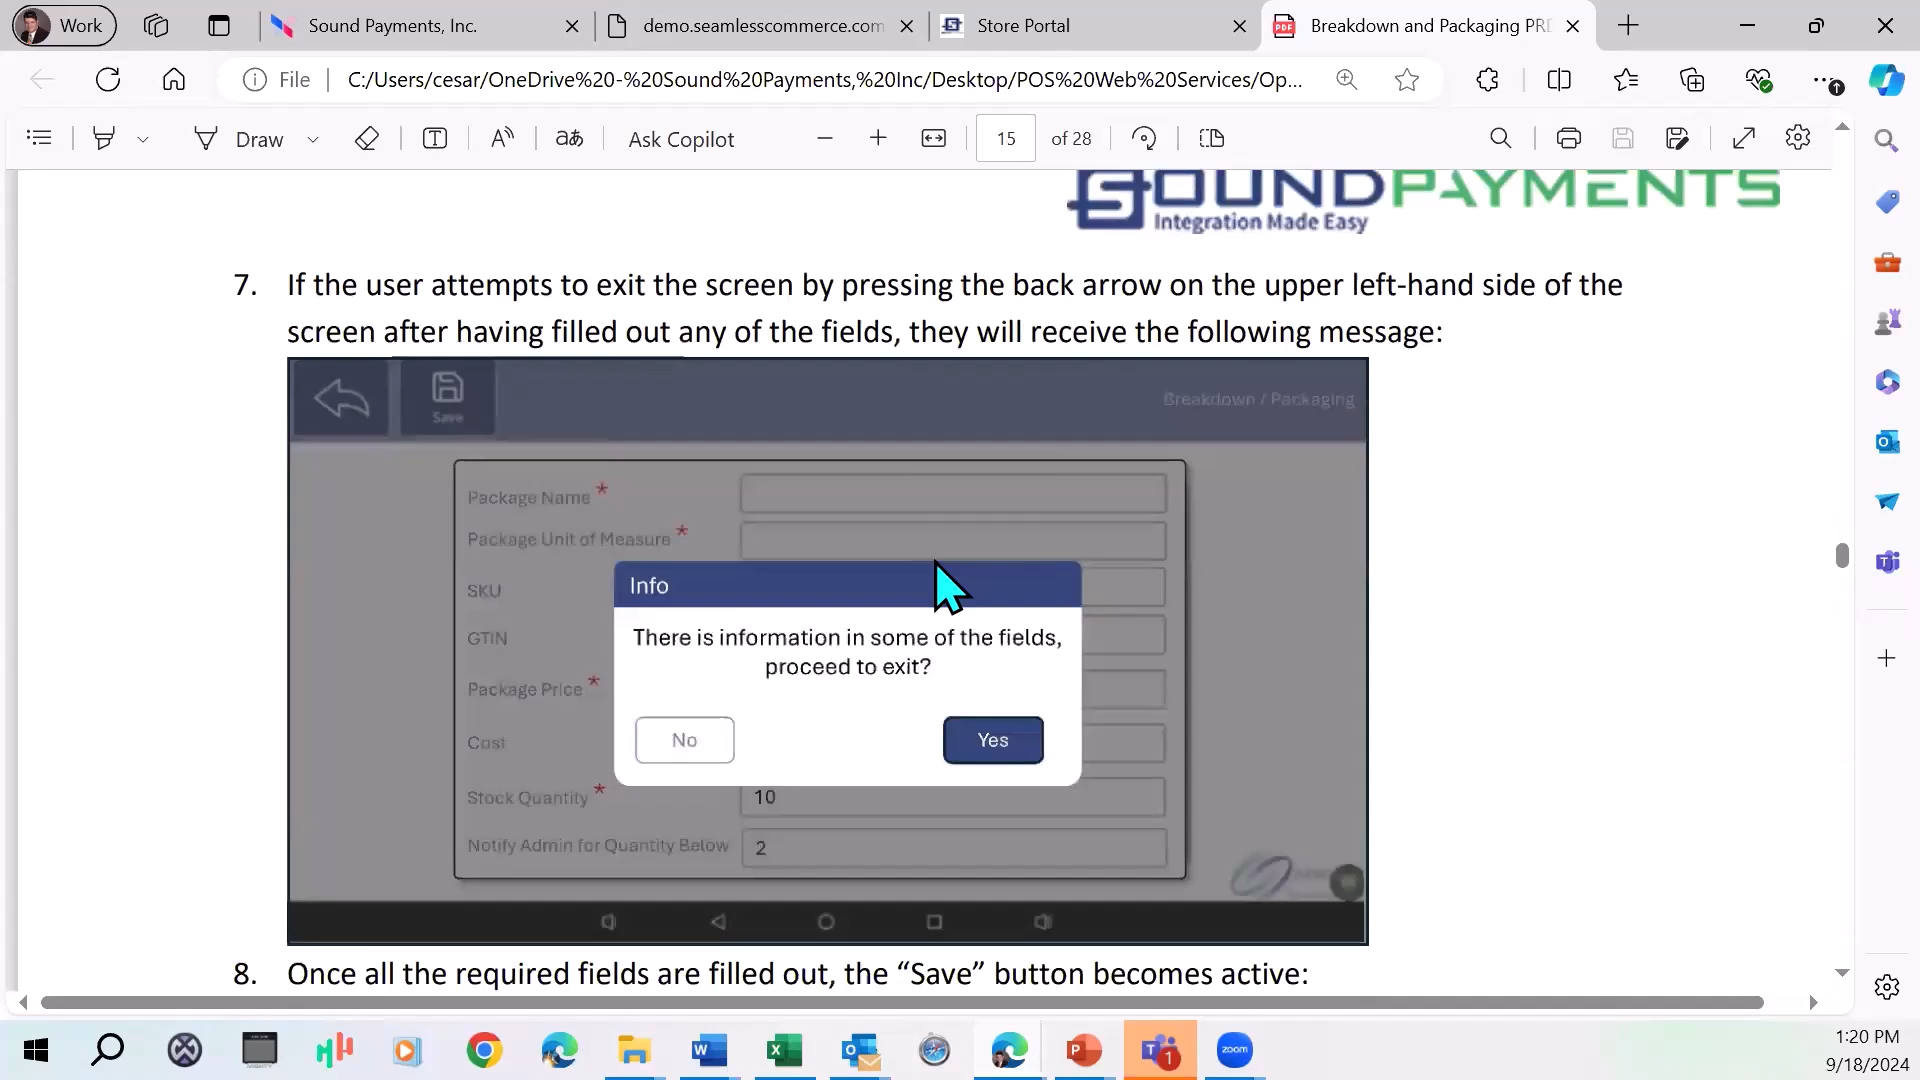 Work
Sound Payments, Inc.
demo.seamlesscommerce.com
Store Portal
Breakdown and Packaging PR
File
C:/Users/cesar/OneDrive%20-%20Sound%20Payments,%20Inc/Desktop/POS%20Web%20Services/Op...
Draw
Ask Copilot
15
of 28
SOUNDPAYMENTS
Integration Made Easy
7. If the user attempts to exit the screen by pressing the back arrow on the upper left-hand side of the
screen after having filled out any of the fields, they will receive the following message:
Save
Breakdown / Packaging
Package Name *
Package Unit of Measure *
Info
SKU
There is information in some of the fields,
GTIN
proceed to exit?
Package Price *
Cost
No
Yes
Stock Quantity *
10
Notify Admin for Quantity Below
2
8. Once all the required fields are filled out, the “Save” button becomes active:
1
zoom
1:20 PM
9/18/2024